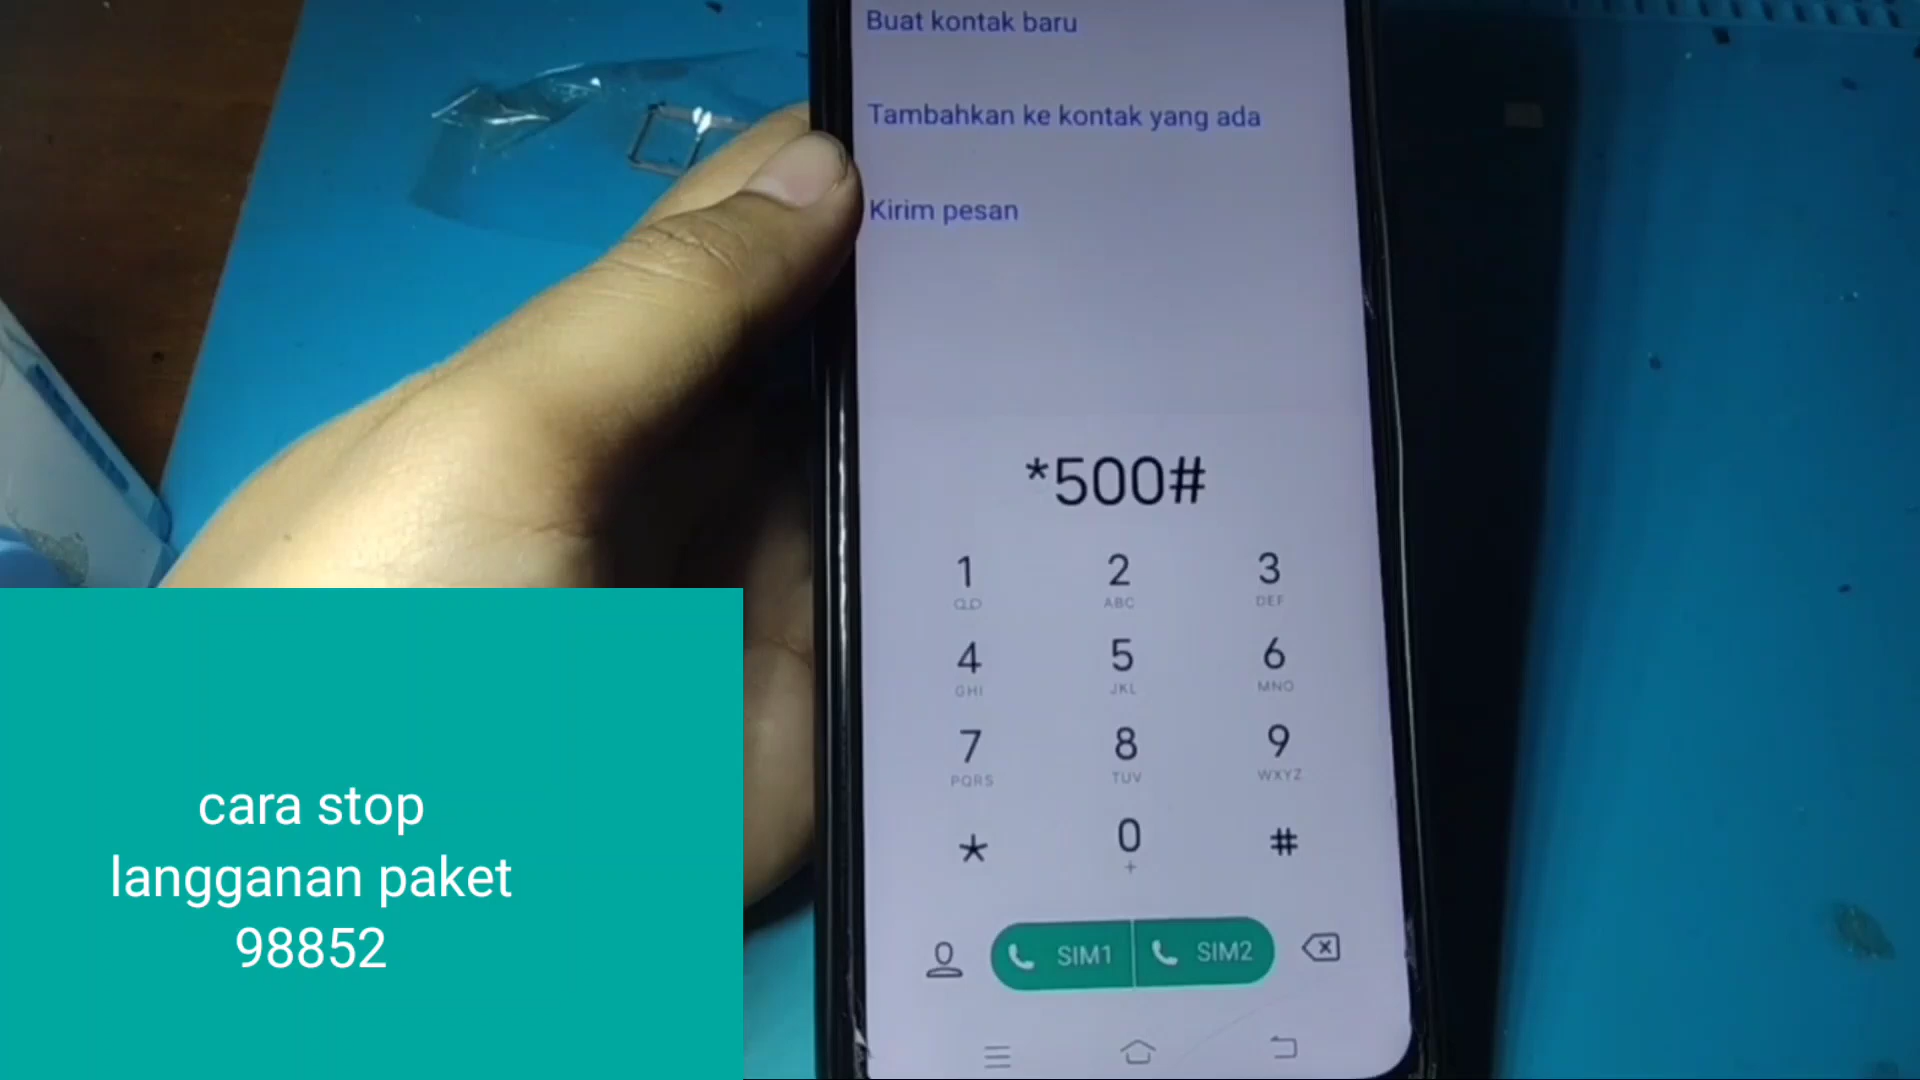 Buat kontak baru
Tambahkan ke kontak yang ada
Kirim pesan
*500#
1 2 3
ABC DEF
4 5 6
GHI JKL MNO
7 8 9
PQRS TUV WXYZ
* 0 #
+
SIM1 SIM2
cara stop
langganan paket
98852